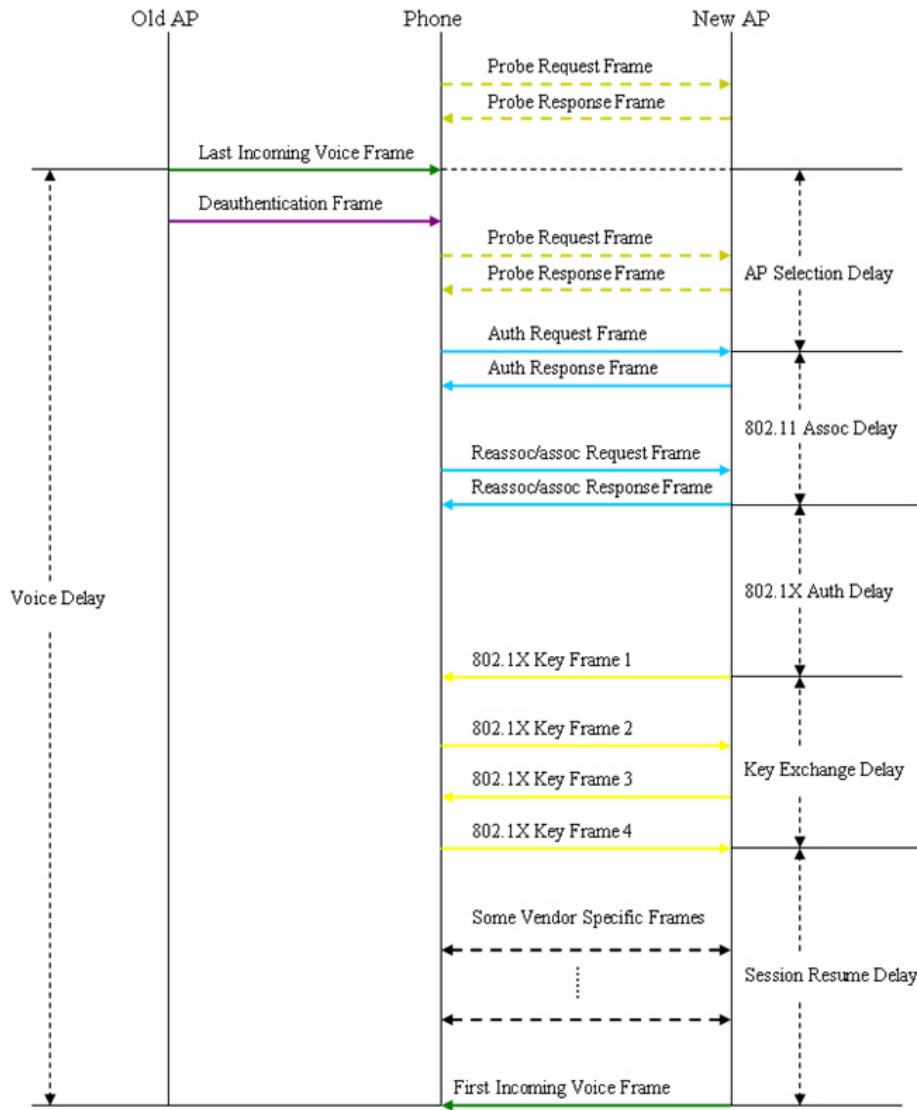 Old AP
Phone
New AP
Probe Request Frame
Probe Response Frame
Last Incoming Voice Frame
Deauthentication Frame
Probe Request Frame
Probe Response Frame
AP Selection Delay
Auth Request Frame
Auth Response Frame
802.11 Assoc Delay
Reassoc/assoc Request Frame
Reassoc/assoc Response Frame
802.1X Auth Delay
Voice Delay
802.1X Key Frame 1
802.1X Key Frame 2
Key Exchange Delay
802.1X Key Frame 3
802.1X Key Frame 4
Some Vendor Specific Frames
Session Resume Delay
First Incoming Voice Frame